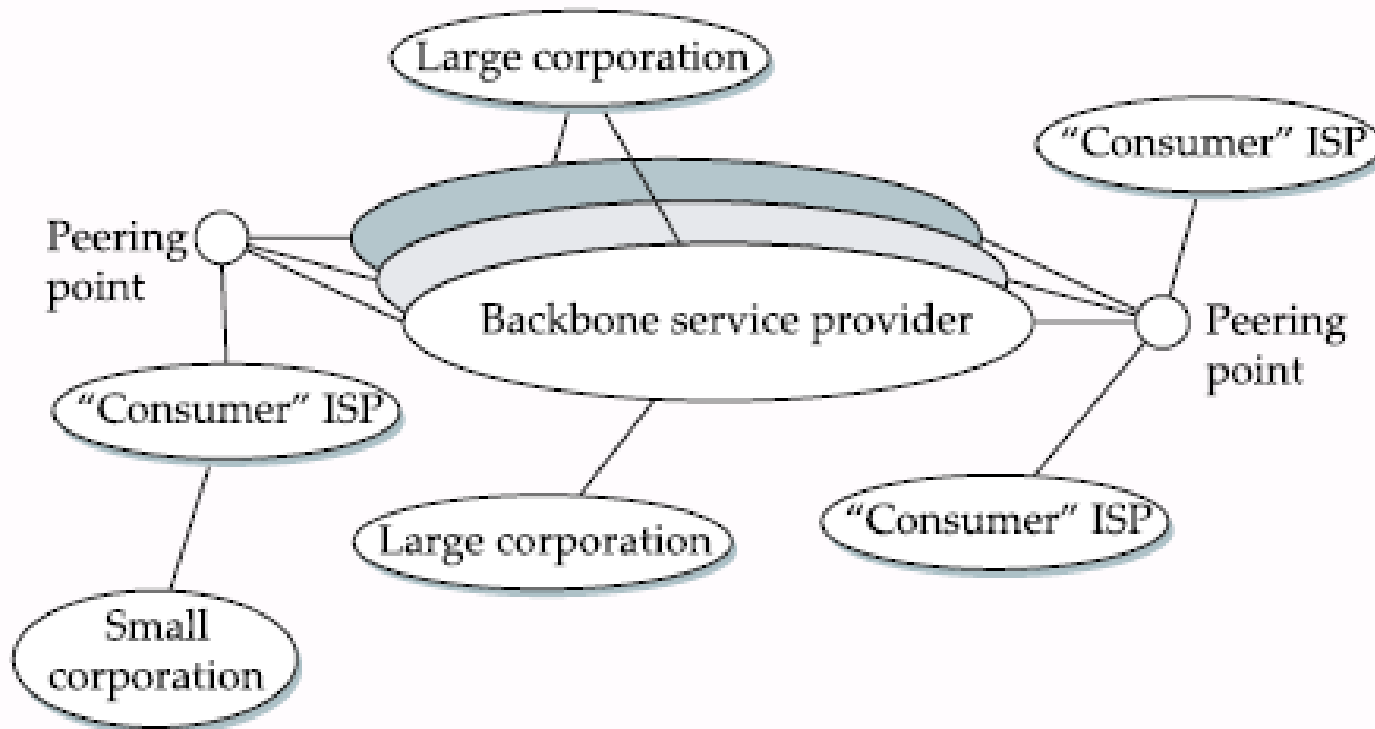 Large corporation
“Consumer” ISP
Peering
point
Backbone service provider
Peering
point
“Consumer” ISP
Large corporation
“Consumer” ISP
Small
corporation